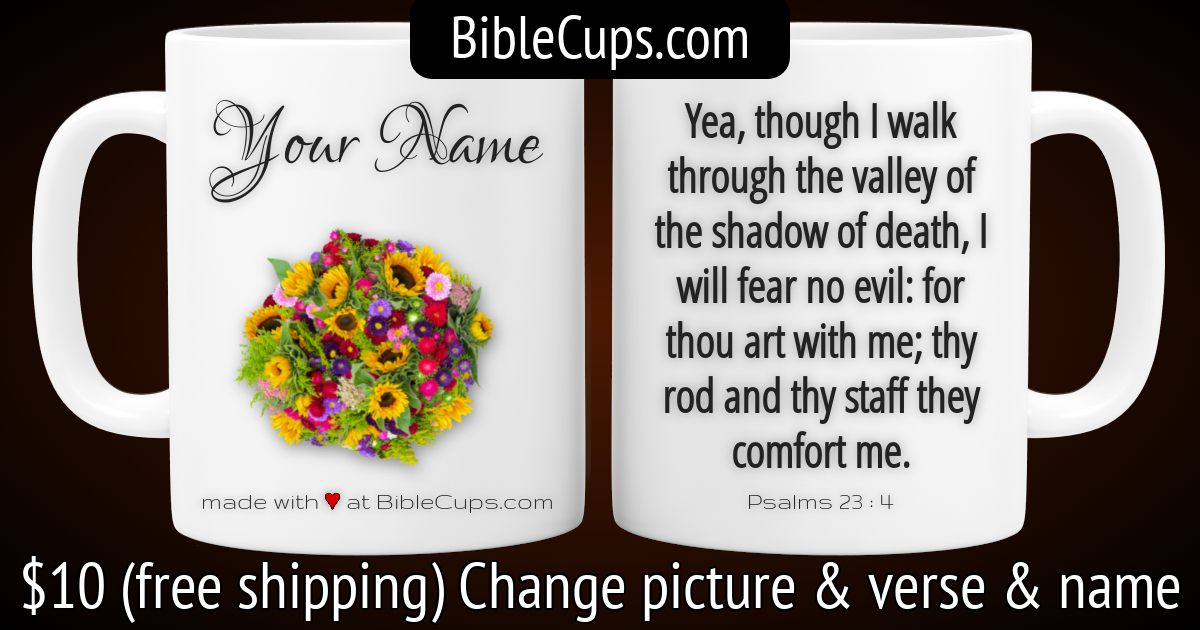 BibleCups.com
Your Name
made with ♥ at BibleCups.com
Yea, though I walk
through the valley of
the shadow of death, I
will fear no evil: for
thou art with me; thy
rod and thy staff they
comfort me.
Psalms 23 : 4
$10 (free shipping) Change picture & verse & name